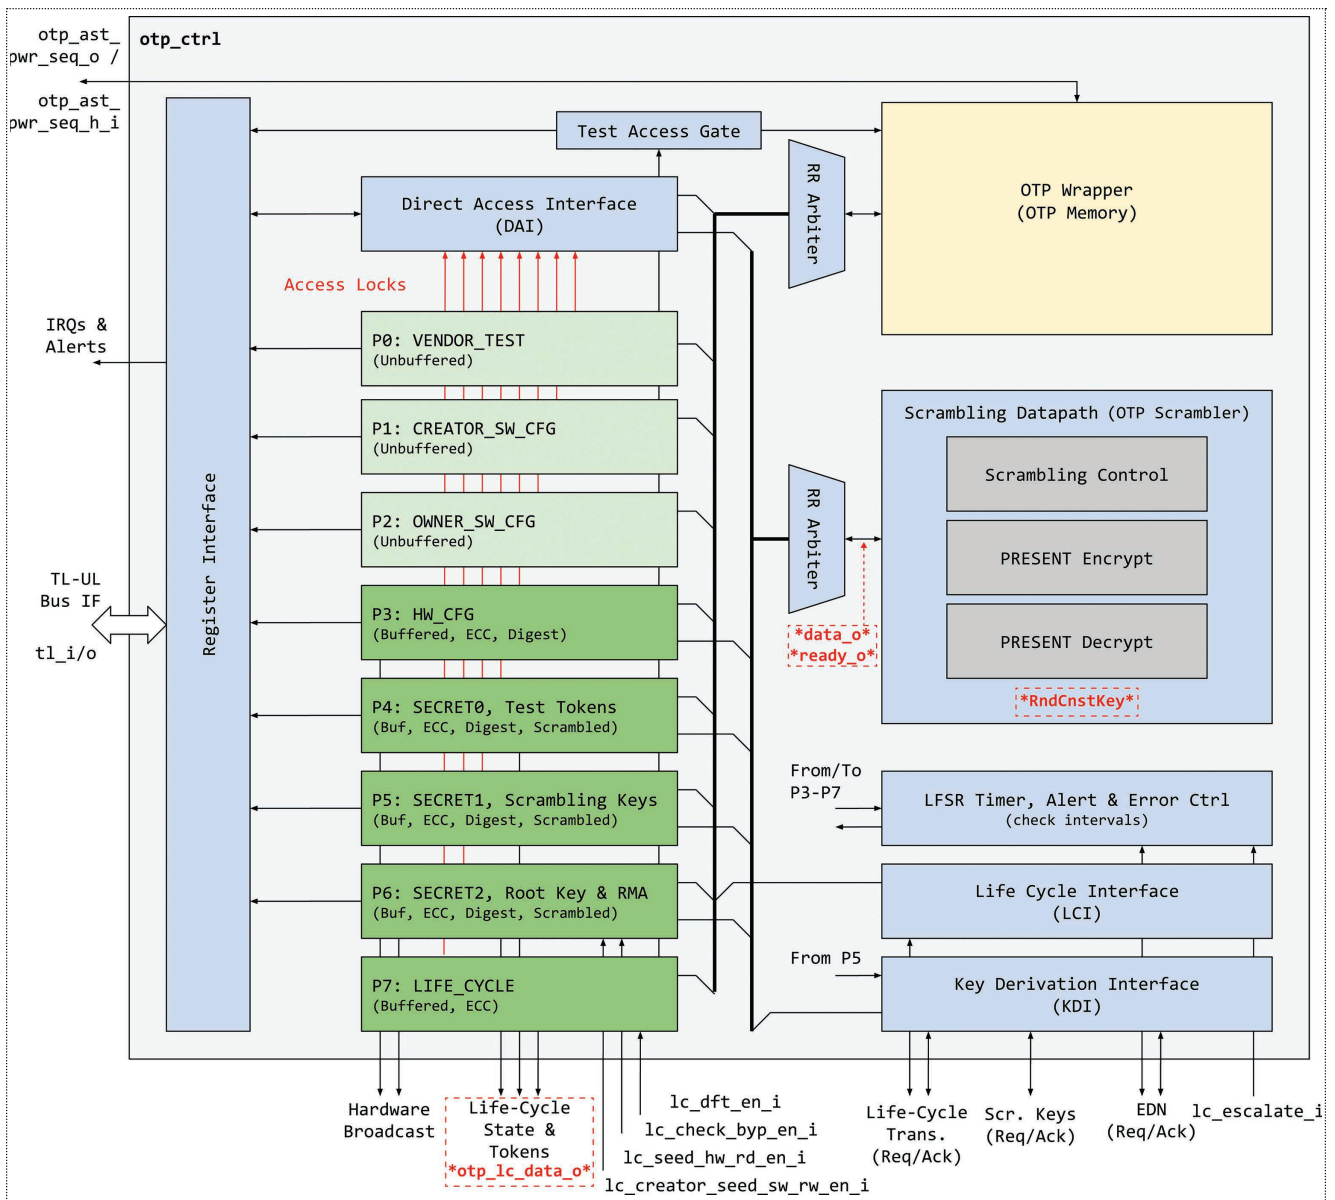 otp_ast_
pwr_seq_o /
otp_ast_
pwr_seq_h_i
otp_ctrl
Test Access Gate
Direct Access Interface
(DAI)
RR Arbiter
OTP Wrapper
(OTP Memory)
Access Locks
IRQs &
Alerts
Register Interface
P0: VENDOR_TEST
(Unbuffered)
P1: CREATOR_SW_CFG
(Unbuffered)
P2: OWNER_SW_CFG
(Unbuffered)
TL-UL
Bus IF
tl_i/o
P3: HW_CFG
(Buffered, ECC, Digest)
P4: SECRET0, Test Tokens
(Buf, ECC, Digest, Scrambled)
P5: SECRET1, Scrambling Keys
(Buf, ECC, Digest, Scrambled)
P6: SECRET2, Root Key & RMA
(Buf, ECC, Digest, Scrambled)
P7: LIFE_CYCLE
(Buffered, ECC)
RR Arbiter
*data_o*
*ready_o*
Scrambling Datapath (OTP Scrambler)
Scrambling Control
PRESENT Encrypt
PRESENT Decrypt
*RndCnstKey*
From/To
P3-P7
LFSR Timer, Alert & Error Ctrl
(check intervals)
Life Cycle Interface
(LCI)
From P5
Key Derivation Interface
(KDI)
Hardware
Broadcast
Life-Cycle
State &
Tokens
*otp_lc_data_o*
lc_dft_en_i
lc_check_byp_en_i
lc_seed_hw_rd_en_i
lc_creator_seed_sw_rw_en_i
Life-Cycle
Trans.
(Req/Ack)
Scr. Keys
(Req/Ack)
EDN
(Req/Ack)
lc_escalate_i